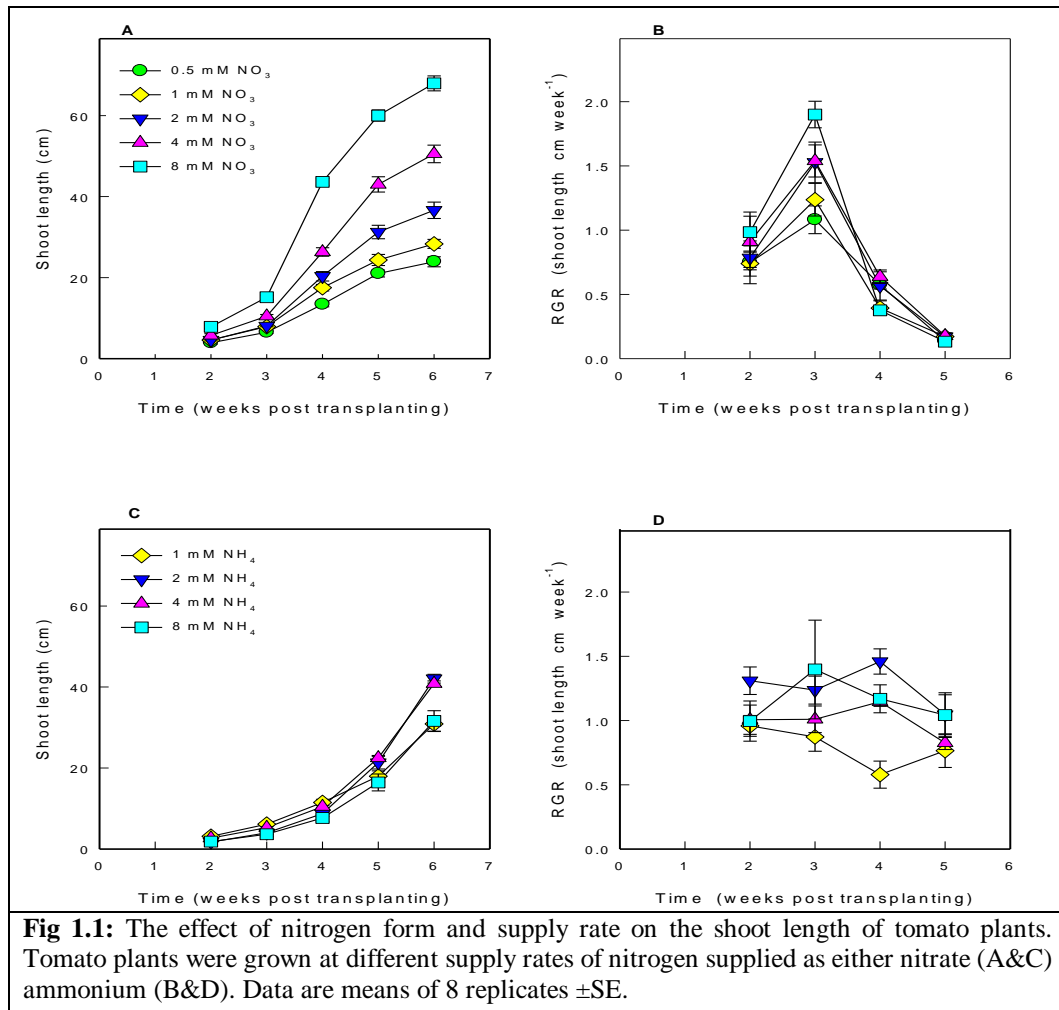 A
Shoot length (cm)
60
40
20
0
0.5 mM NO₃
1 mM NO₃
2 mM NO₃
4 mM NO₃
8 mM NO₃
0 1 2 3 4 5 6 7
Time (weeks post transplanting)
B
RGR (shoot length cm week⁻¹)
2.0
1.5
1.0
0.5
0.0
0 1 2 3 4 5 6
Time (weeks post transplanting)
C
Shoot length (cm)
60
40
20
0
1 mM NH₄
2 mM NH₄
4 mM NH₄
8 mM NH₄
0 1 2 3 4 5 6 7
Time (weeks post transplanting)
D
RGR (shoot length cm week⁻¹)
2.0
1.5
1.0
0.5
0.0
0 1 2 3 4 5 6
Time (weeks post transplanting)
Fig 1.1: The effect of nitrogen form and supply rate on the shoot length of tomato plants.
Tomato plants were grown at different supply rates of nitrogen supplied as either nitrate (A&C)
ammonium (B&D). Data are means of 8 replicates ±SE.